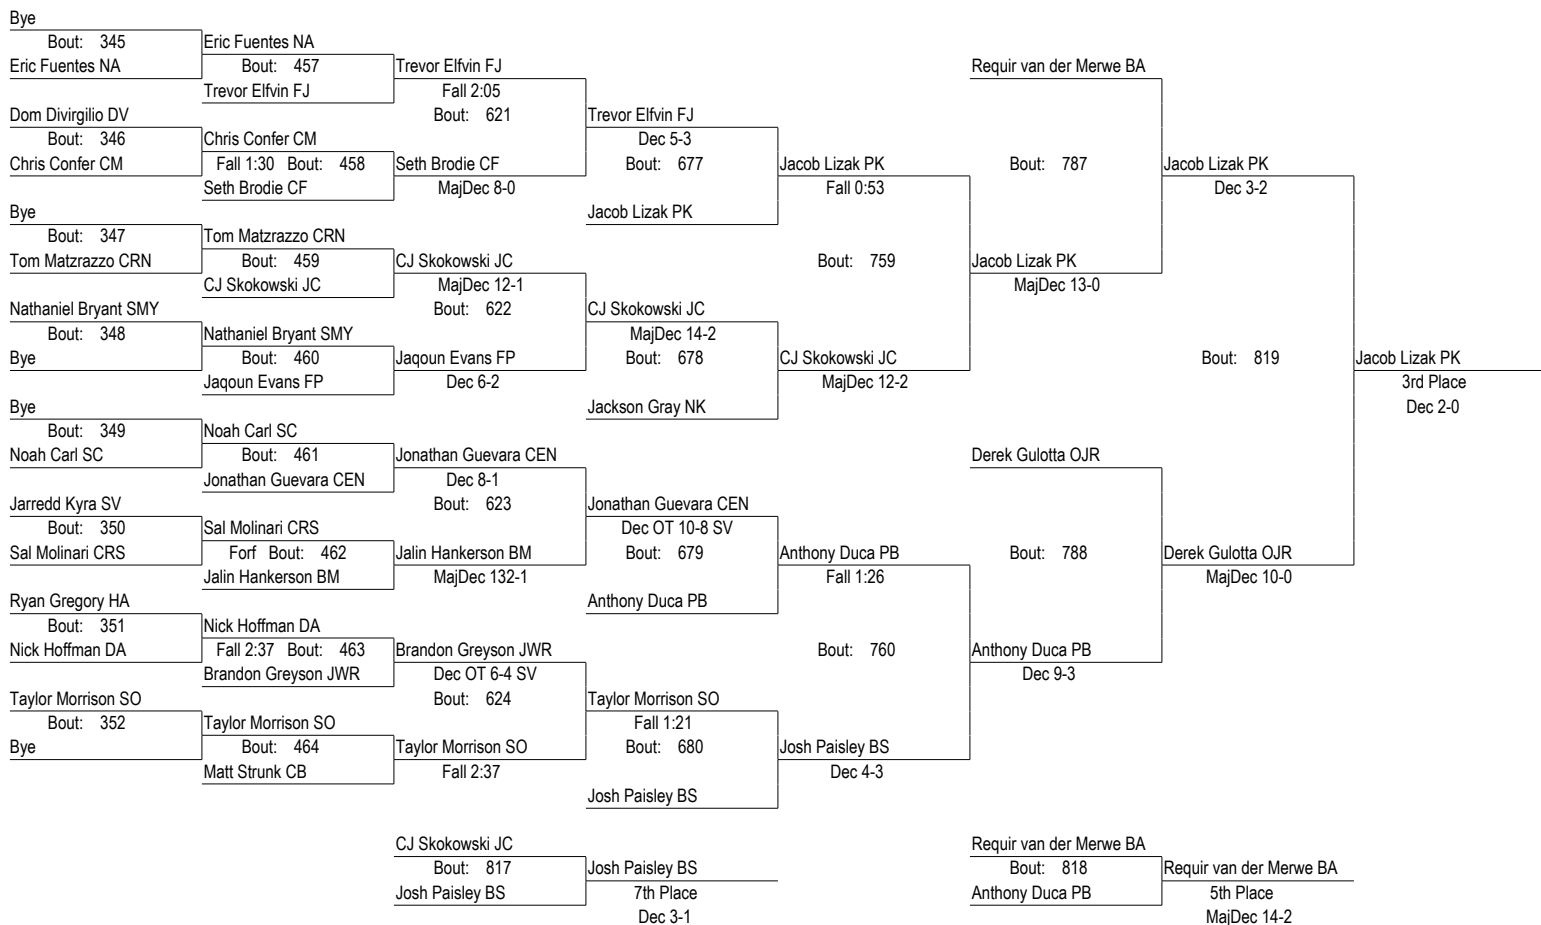 Bye
Bout: 345
Eric Fuentes NA
Dom Divirgilio DV
Bout: 346
Chris Confer CM
Bye
Bout: 347
Tom Matzrazzo CRN
Nathaniel Bryant SMY
Bout: 348
Bye
Bye
Bout: 349
Noah Carl SC
Jarredd Kyra SV
Bout: 350
Sal Molinari CRS
Ryan Gregory HA
Bout: 351
Nick Hoffman DA
Taylor Morrison SO
Bout: 352
Bye
Eric Fuentes NA
Bout: 457
Trevor Elfvin FJ
Chris Confer CM
Fall 1:30 Bout: 458
Seth Brodie CF
Tom Matzrazzo CRN
Bout: 459
CJ Skokowski JC
Nathaniel Bryant SMY
Bout: 460
Jaqoun Evans FP
Noah Carl SC
Bout: 461
Jonathan Guevara CEN
Sal Molinari CRS
Forf Bout: 462
Jalin Hankerson BM
Nick Hoffman DA
Fall 2:37 Bout: 463
Brandon Greyson JWR
Taylor Morrison SO
Bout: 464
Matt Strunk CB
Trevor Elfvin FJ
Fall 2:05
Bout: 621
Seth Brodie CF
MajDec 8-0
CJ Skokowski JC
MajDec 12-1
Bout: 622
Jaqoun Evans FP
Dec 6-2
Jonathan Guevara CEN
Dec 8-1
Bout: 623
Jalin Hankerson BM
MajDec 132-1
Brandon Greyson JWR
Dec OT 6-4 SV
Bout: 624
Taylor Morrison SO
Fall 2:37
Trevor Elfvin FJ
Dec 5-3
Bout: 677
Jacob Lizak PK
CJ Skokowski JC
MajDec 14-2
Bout: 678
Jackson Gray NK
Jonathan Guevara CEN
Dec OT 10-8 SV
Bout: 679
Anthony Duca PB
Taylor Morrison SO
Fall 1:21
Bout: 680
Josh Paisley BS
Jacob Lizak PK
Fall 0:53
Bout: 759
CJ Skokowski JC
MajDec 12-2
Anthony Duca PB
Fall 1:26
Bout: 760
Josh Paisley BS
Dec 4-3
Requir van der Merwe BA
Bout: 787
Jacob Lizak PK
MajDec 13-0
Derek Gulotta OJR
Bout: 788
Anthony Duca PB
Dec 9-3
Jacob Lizak PK
Dec 3-2
Bout: 819
Derek Gulotta OJR
MajDec 10-0
Jacob Lizak PK
3rd Place
Dec 2-0
CJ Skokowski JC
Bout: 817
Josh Paisley BS
Josh Paisley BS
7th Place
Dec 3-1
Requir van der Merwe BA
Bout: 818
Anthony Duca PB
Requir van der Merwe BA
5th Place
MajDec 14-2